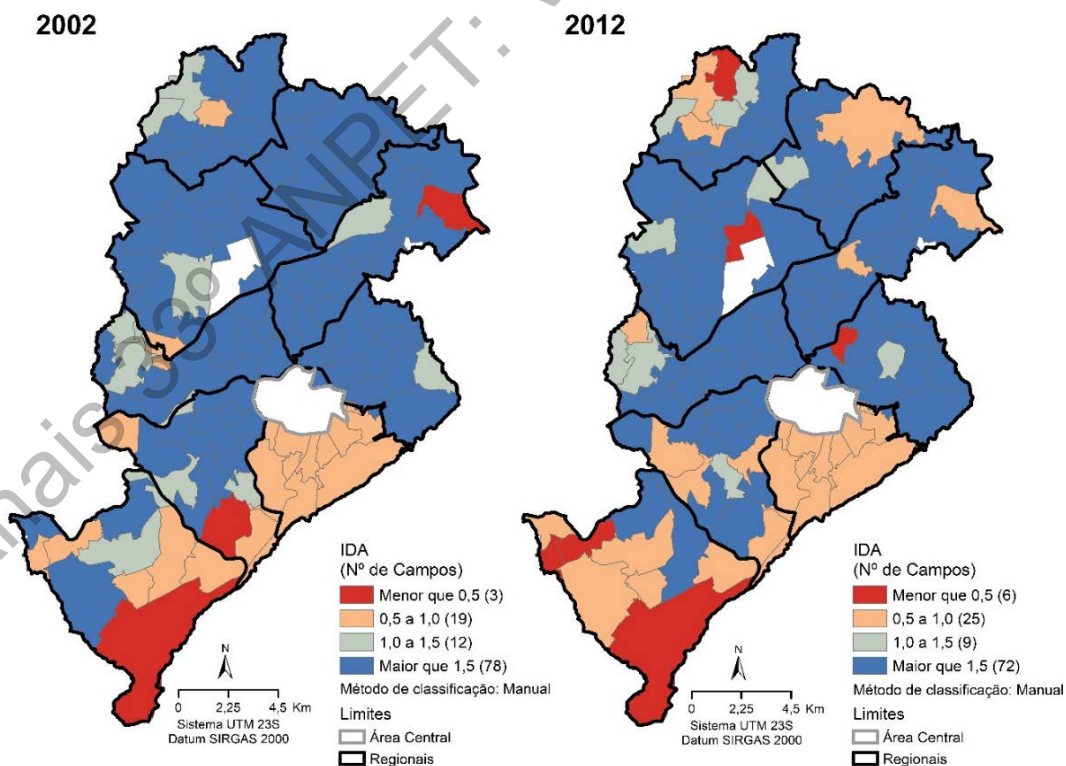 2002
IDA
(Nº de Campos)
Menor que 0,5 (3)
0,5 a 1,0 (19)
1,0 a 1,5 (12)
Maior que 1,5 (78)
Método de classificação: Manual
Limites
Área Central
Regionais
N
0 2,25 4,5 Km
Sistema UTM 23S
Datum SIRGAS 2000
2012
IDA
(Nº de Campos)
Menor que 0,5 (6)
0,5 a 1,0 (25)
1,0 a 1,5 (9)
Maior que 1,5 (72)
Método de classificação: Manual
Limites
Área Central
Regionais
N
0 2,25 4,5 Km
Sistema UTM 23S
Datum SIRGAS 2000
Anais 33º ANPET: